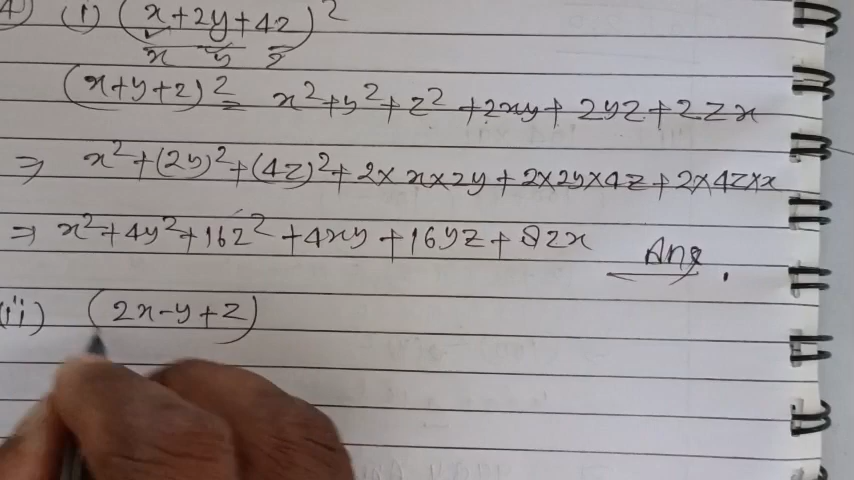 4) (i) (x+2y+4z)²
x y z
(x+y+z)² = x²+y²+z²+2xy+2yz+2zx
⇒ x²+(2y)²+(4z)²+2×x×2y+2×2y×4z+2×4z×x
⇒ x²+4y²+16z²+4xy+16yz+8zx Ans.
(ii) (2x-y+z)